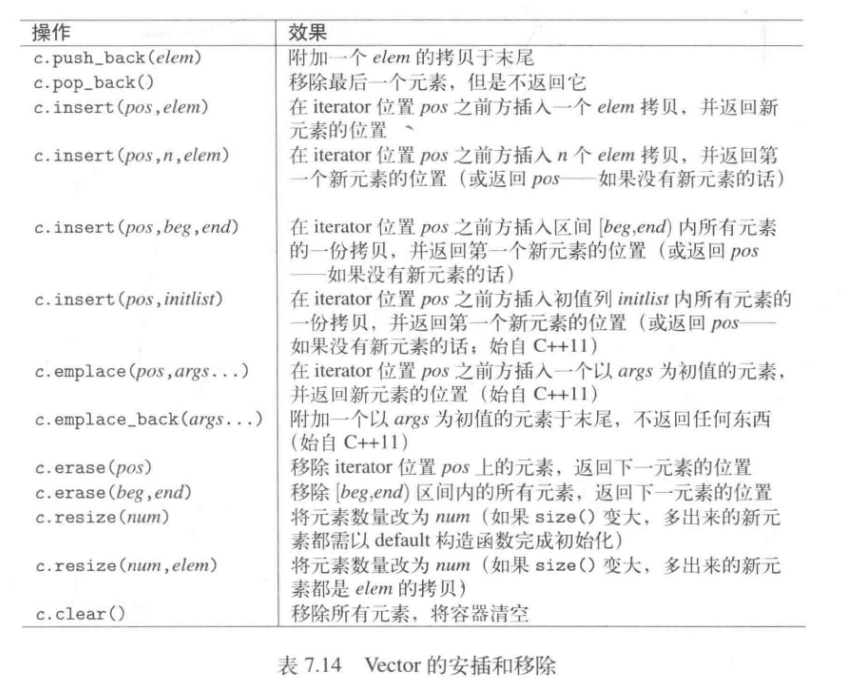 操作 效果
c.push_back(elem) 附加一个 elem 的拷贝于末尾
c.pop_back() 移除最后一个元素，但是不返回它
c.insert(pos,elem) 在 iterator 位置 pos 之前方插入一个 elem 拷贝，并返回新
元素的位置
c.insert(pos,n,elem) 在 iterator 位置 pos 之前方插入 n 个 elem 拷贝，并返回第
一个新元素的位置（或返回 pos——如果没有新元素的话）
c.insert(pos,beg,end) 在 iterator 位置 pos 之前方插入区间 [beg,end) 内所有元素
的一份拷贝，并返回第一个新元素的位置（或返回 pos
——如果没有新元素的话）
c.insert(pos,initlist) 在 iterator 位置 pos 之前方插入初值列 initlist 内所有元素的
一份拷贝，并返回第一个新元素的位置（或返回 pos——
如果没有新元素的话；始自 C++11）
c.emplace(pos,args...) 在 iterator 位置 pos 之前方插入一个以 args 为初值的元素，
并返回新元素的位置（始自 C++11）
c.emplace_back(args...) 附加一个以 args 为初值的元素于末尾，不返回任何东西
（始自 C++11）
c.erase(pos) 移除 iterator 位置 pos 上的元素，返回下一元素的位置
c.erase(beg,end) 移除 [beg,end) 区间内的所有元素，返回下一元素的位置
c.resize(num) 将元素数量改为 num（如果 size() 变大，多出来的新元
素都需以 default 构造函数完成初始化）
c.resize(num,elem) 将元素数量改为 num（如果 size() 变大，多出来的新元
素都是 elem 的拷贝）
c.clear() 移除所有元素，将容器清空
表 7.14 Vector 的安插和移除